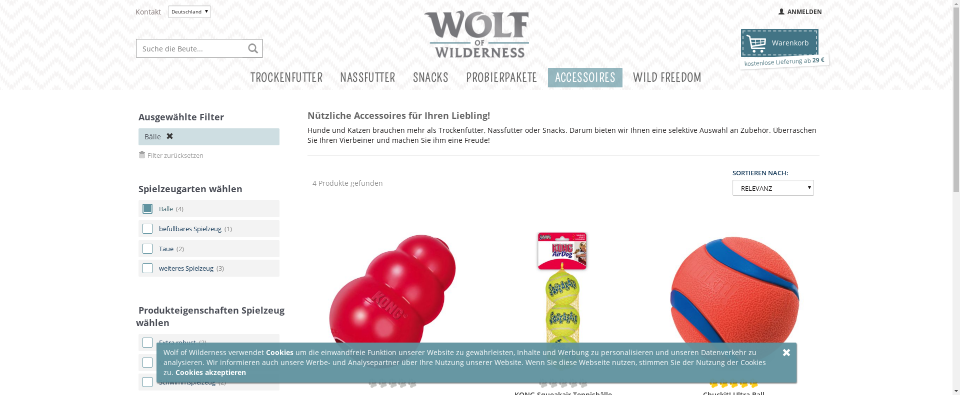 Kontakt
Deutschland
WOLF
OF
WILDERNESS
ANMELDEN
Suche die Beute...
Warenkorb
kostenlose Lieferung ab 29 €
TROCKENFUTTER
NASSFUTTER
SNACKS
PROBIERPAKETE
ACCESSOIRES
WILD FREEDOM
Ausgewählte Filter
Bälle
Filter zurücksetzen
Spielzeugarten wählen
Bälle (4)
befüllbares Spielzeug (1)
Taue (2)
weiteres Spielzeug (3)
Produkteigenschaften Spielzeug
wählen
Nützliche Accessoires für Ihren Liebling!
Hunde und Katzen brauchen mehr als Trockenfutter, Nassfutter oder Snacks. Darum bieten wir Ihnen eine selektive Auswahl an Zubehör. Überraschen
Sie Ihren Vierbeiner und machen Sie ihm eine Freude!
4 Produkte gefunden
SORTIEREN NACH:
RELEVANZ
KONG
KONG
AirDog
Wolf of Wilderness verwendet Cookies um die einwandfreie Funktion unserer Website zu gewährleisten, Inhalte und Werbung zu personalisieren und unseren Datenverkehr zu
analysieren. Wir informieren auch unsere Werbe- und Analysepartner über Ihre Nutzung unserer Website. Wenn Sie diese Webseite nutzen, stimmen Sie der Nutzung der Cookies
zu. Cookies akzeptieren
KONG Squeakair Tennisbälle
Chuckit! Ultra Ball